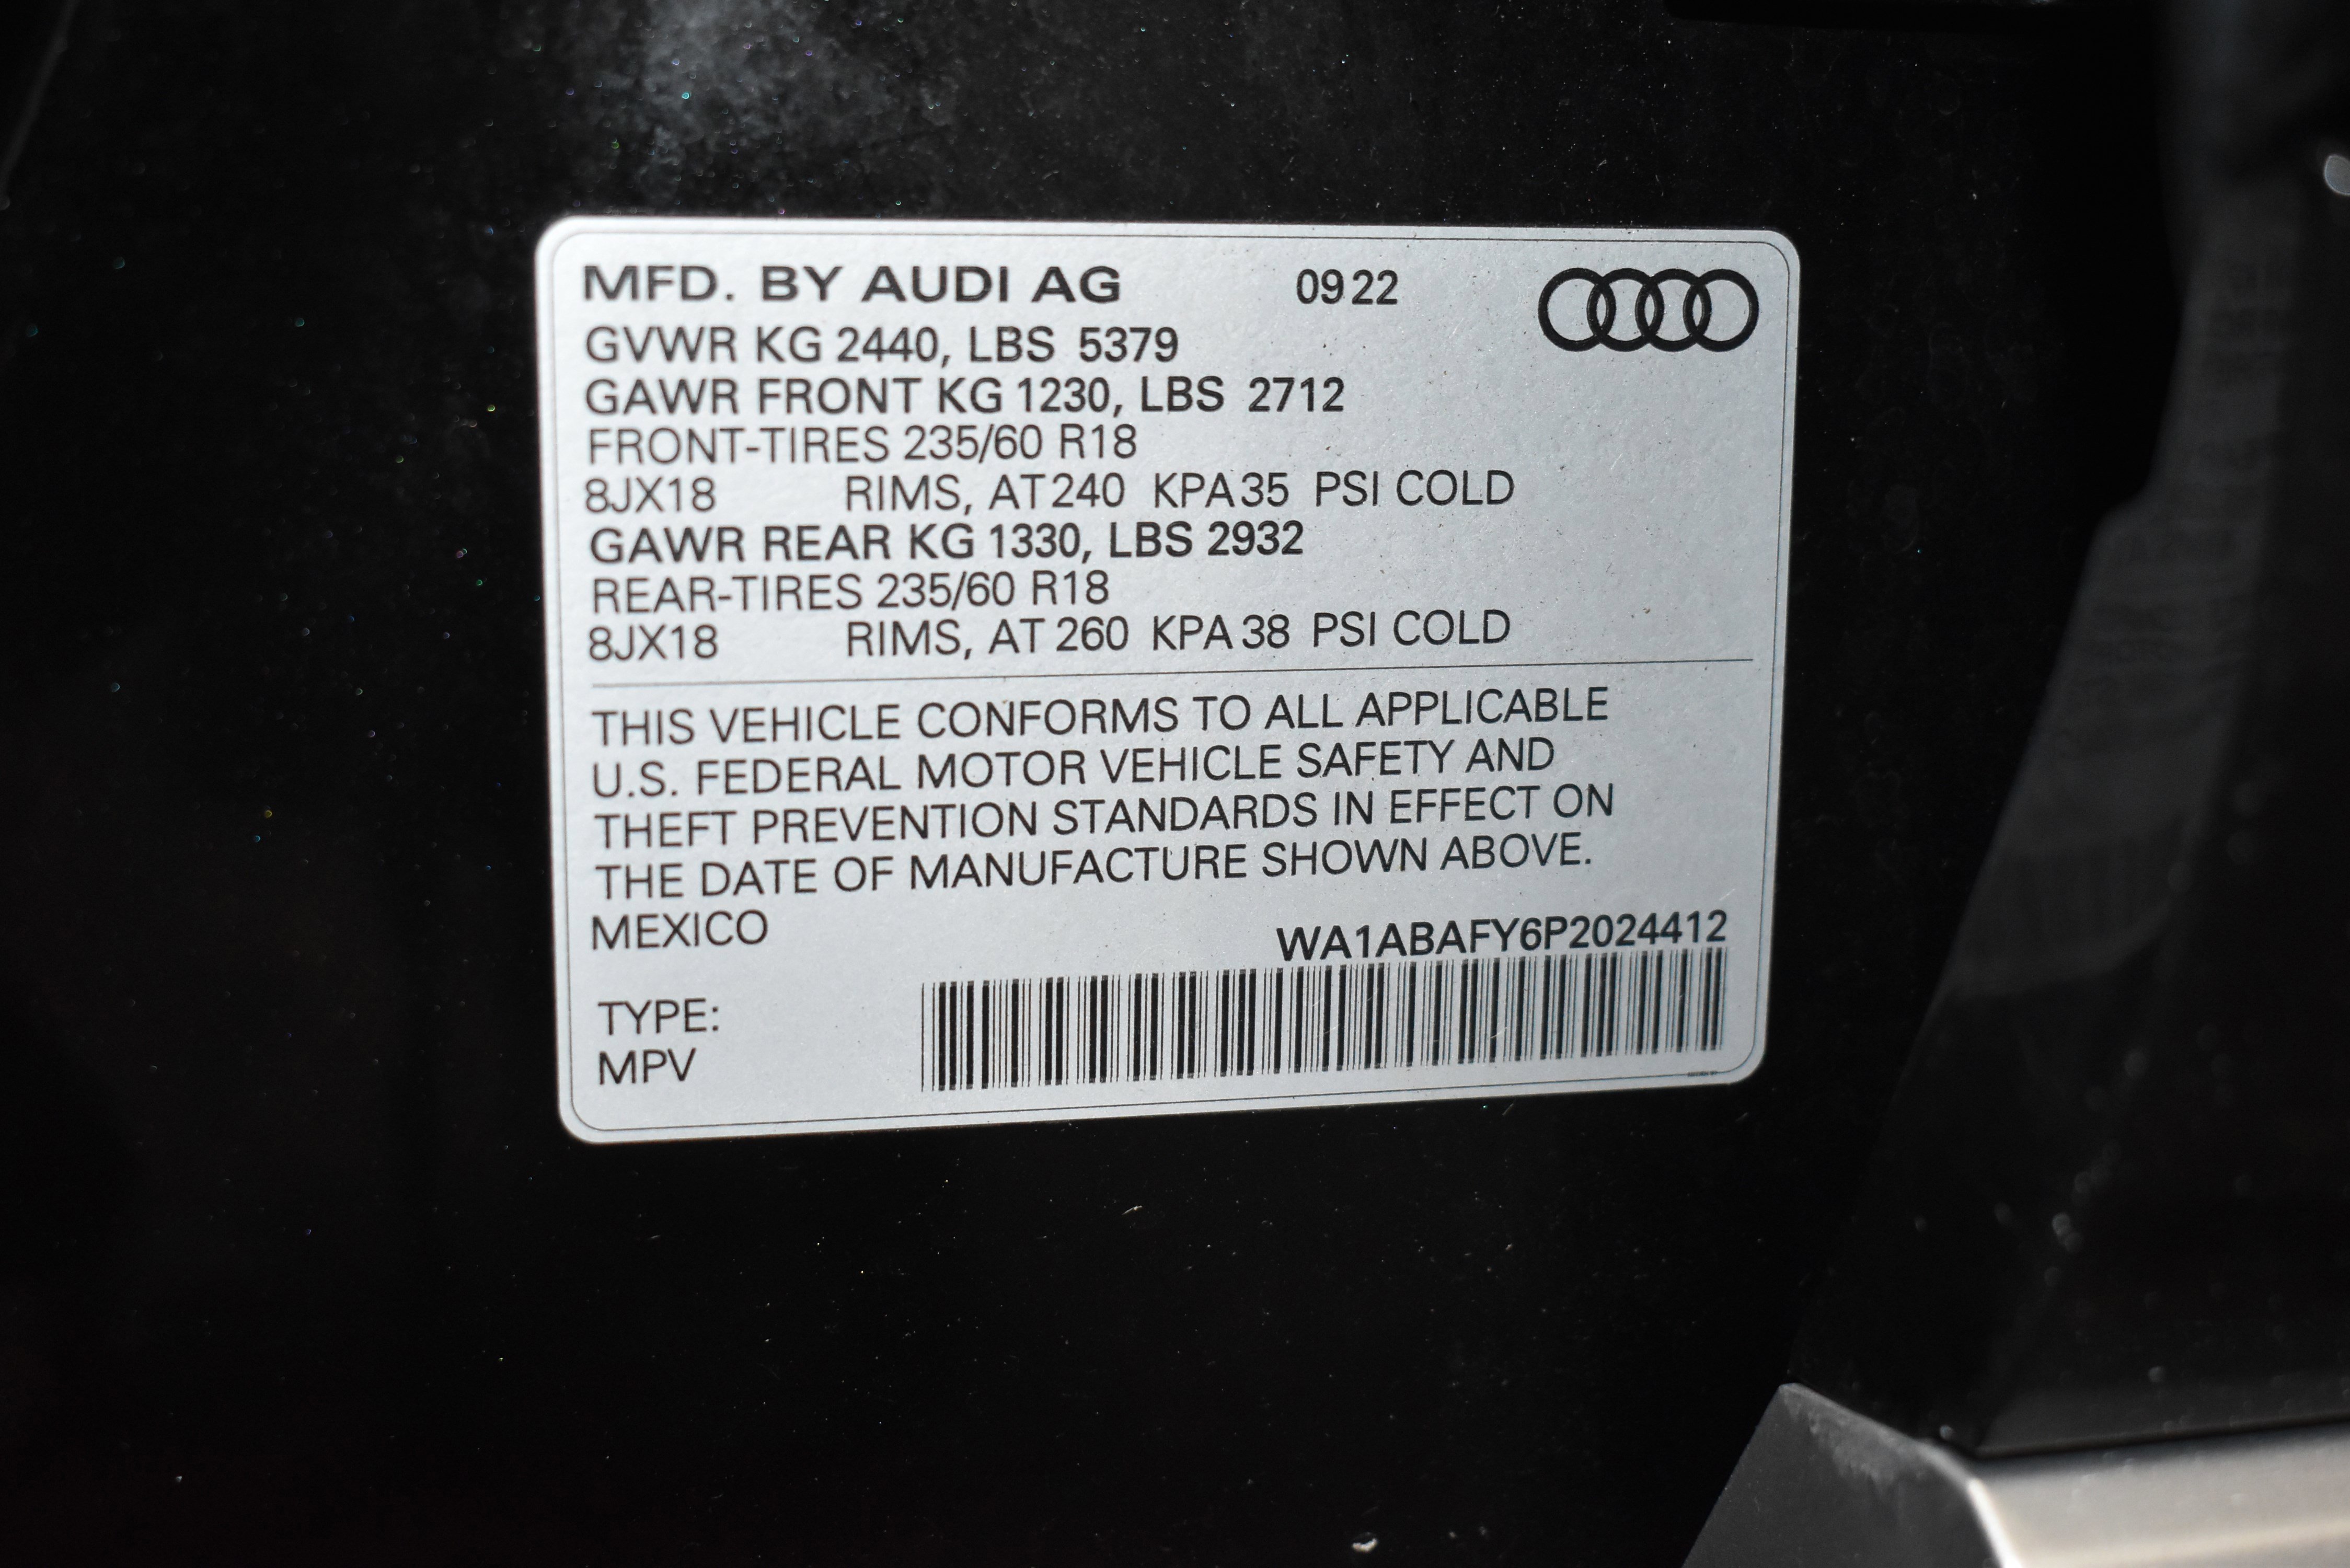 MFD. BY AUDI AG 09 22
GVWR KG 2440, LBS 5379
GAWR FRONT KG 1230, LBS 2712
FRONT-TIRES 235/60 R18
8JX18 RIMS, AT 240 KPA 35 PSI COLD
GAWR REAR KG 1330, LBS 2932
REAR-TIRES 235/60 R18
8JX18 RIMS, AT 260 KPA 38 PSI COLD
THIS VEHICLE CONFORMS TO ALL APPLICABLE
U.S. FEDERAL MOTOR VEHICLE SAFETY AND
THEFT PREVENTION STANDARDS IN EFFECT ON
THE DATE OF MANUFACTURE SHOWN ABOVE.
MEXICO
WA1ABAFY6P2024412
TYPE:
MPV